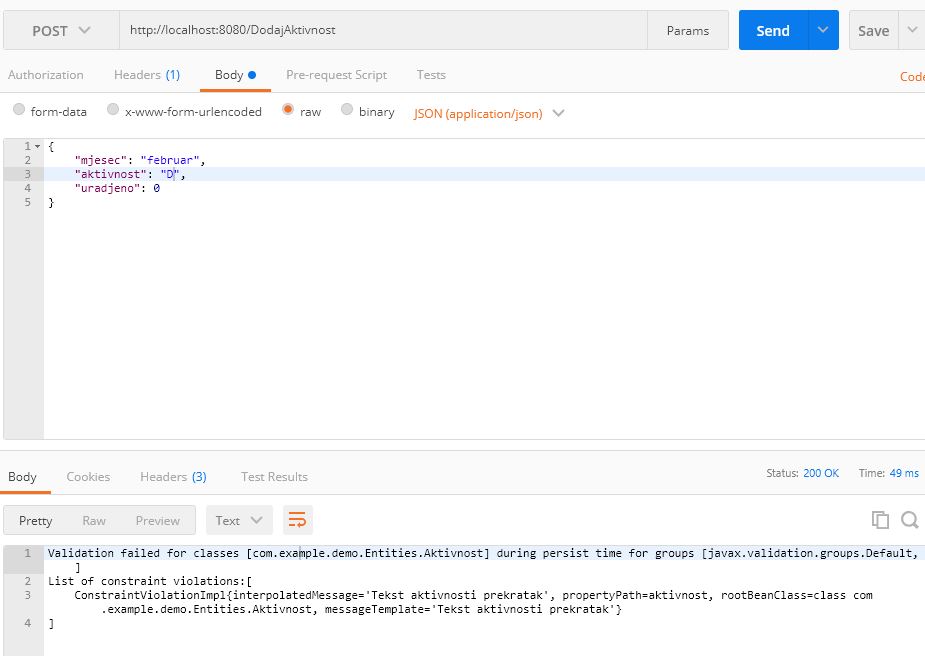 POST http://localhost:8080/DodajAktivnost Params Send Save
Authorization Headers (1) Body Pre-request Script Tests Code
form-data x-www-form-urlencoded raw binary JSON (application/json)
1 {
2 "mjesec": "februar",
3 "aktivnost": "D",
4 "uradjeno": 0
5 }
Body Cookies Headers (3) Test Results Status: 200 OK Time: 49 ms
Pretty Raw Preview Text
1 Validation failed for classes [com.example.demo.Entities.Aktivnost] during persist time for groups [javax.validation.groups.Default,
]
2 List of constraint violations:[
3 ConstraintViolationImpl{interpolatedMessage='Tekst aktivnosti prekratak', propertyPath=aktivnost, rootBeanClass=class com
.example.demo.Entities.Aktivnost, messageTemplate='Tekst aktivnosti prekratak'}
4 ]